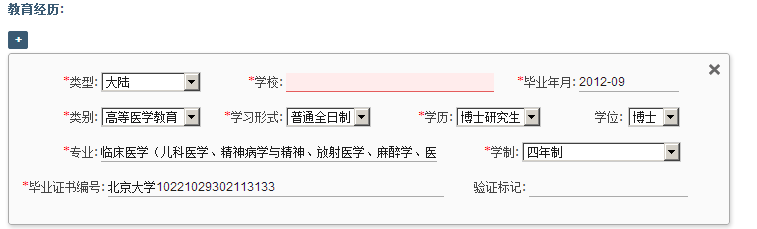 教育经历:
+
*类型: 大陆 *学校: *毕业年月: 2012-09
*类别: 高等医学教育 *学习形式: 普通全日制 *学历: 博士研究生 学位: 博士
*专业: 临床医学（儿科医学、精神病学与精神、放射医学、麻醉学、医 *学制: 四年制
*毕业证书编号: 北京大学10221029302113133 验证标记: